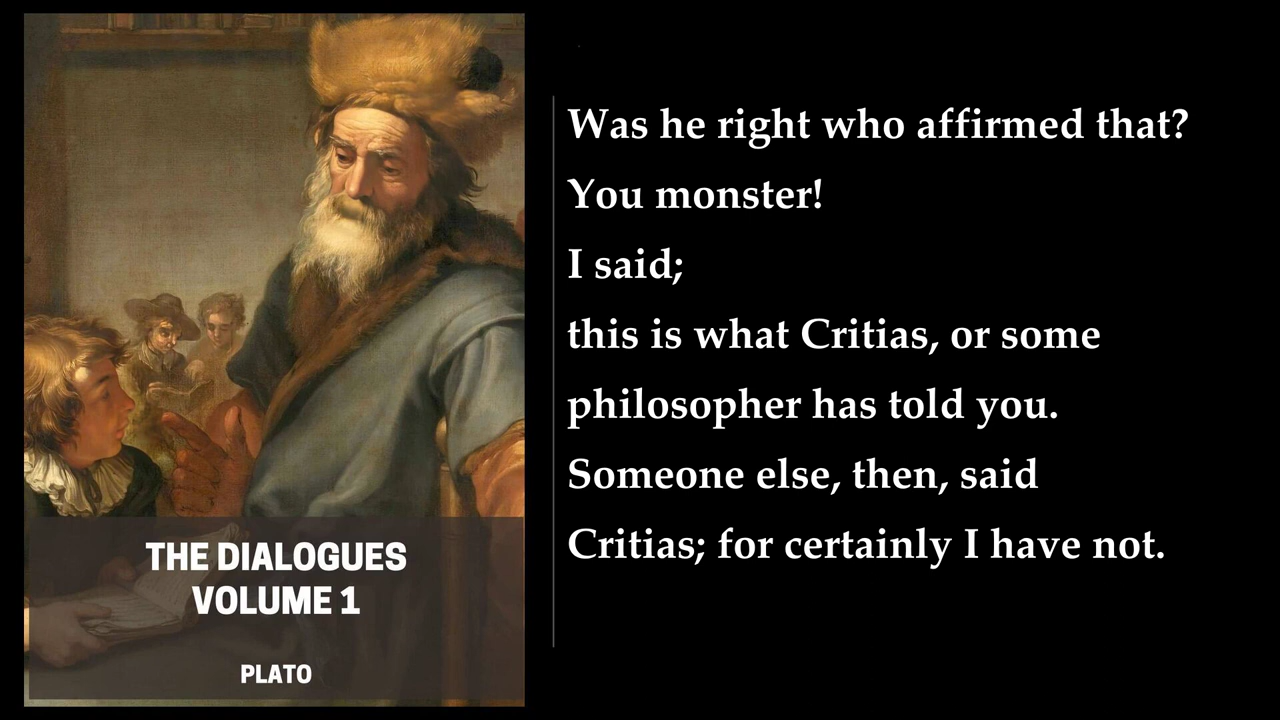 THE DIALOGUES
VOLUME 1
PLATO
Was he right who affirmed that?
You monster!
I said;
this is what Critias, or some
philosopher has told you.
Someone else, then, said
Critias; for certainly I have not.